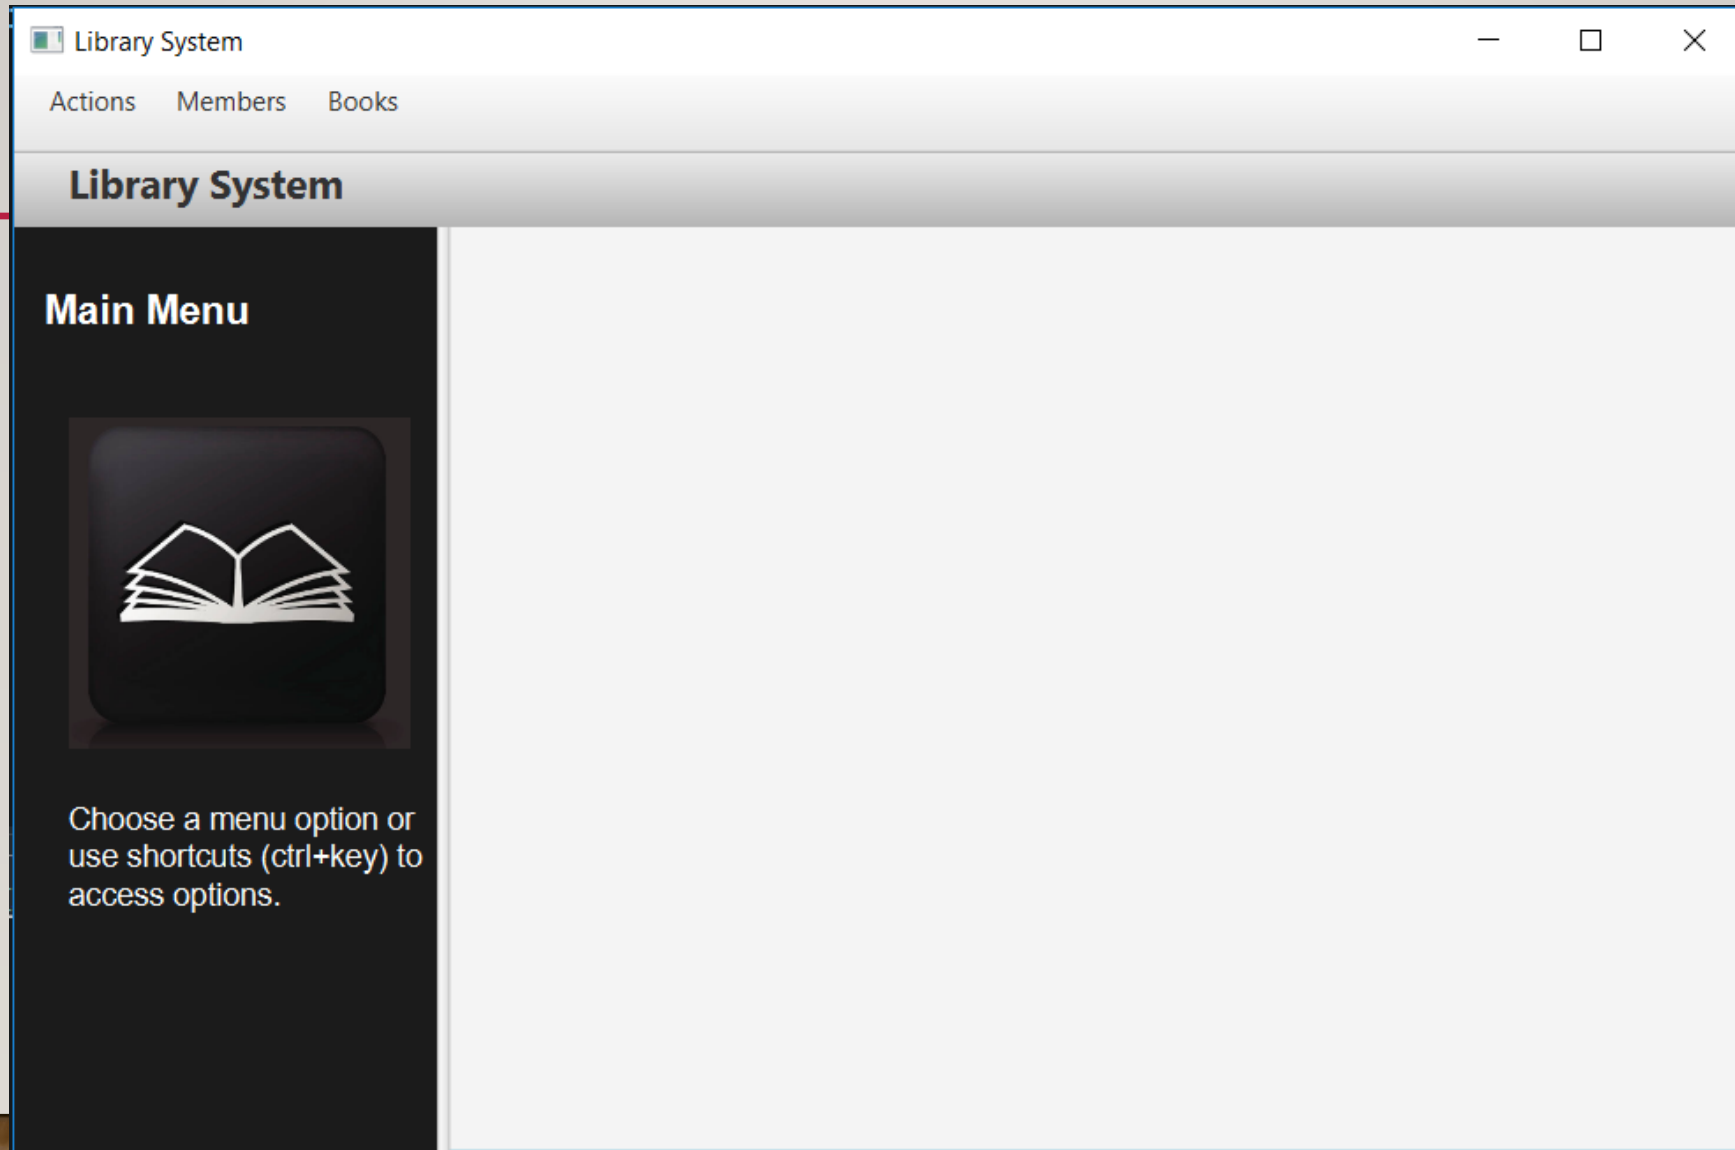 Library System
Actions Members Books
Library System
Main Menu
Choose a menu option or
use shortcuts (ctrl+key) to
access options.